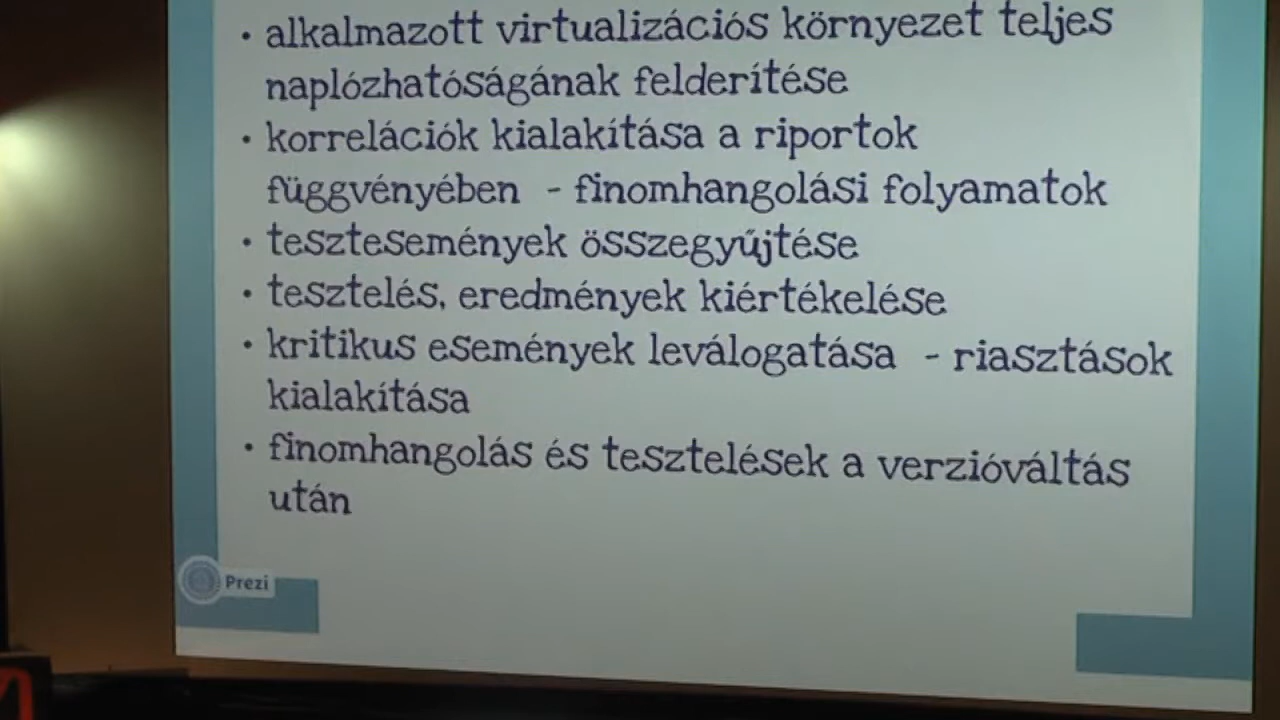 • alkalmazott virtualizációs környezet teljes
naplózhatóságának felderítése
• korrelációk kialakítása a riportok
függvényében - finomhangolási folyamatok
• tesztesemények összegyűjtése
• tesztelés, eredmények kiértékelése
• kritikus események leválogatása - riasztások
kialakítása
• finomhangolás és tesztelések a verzióváltás
után
Prezi